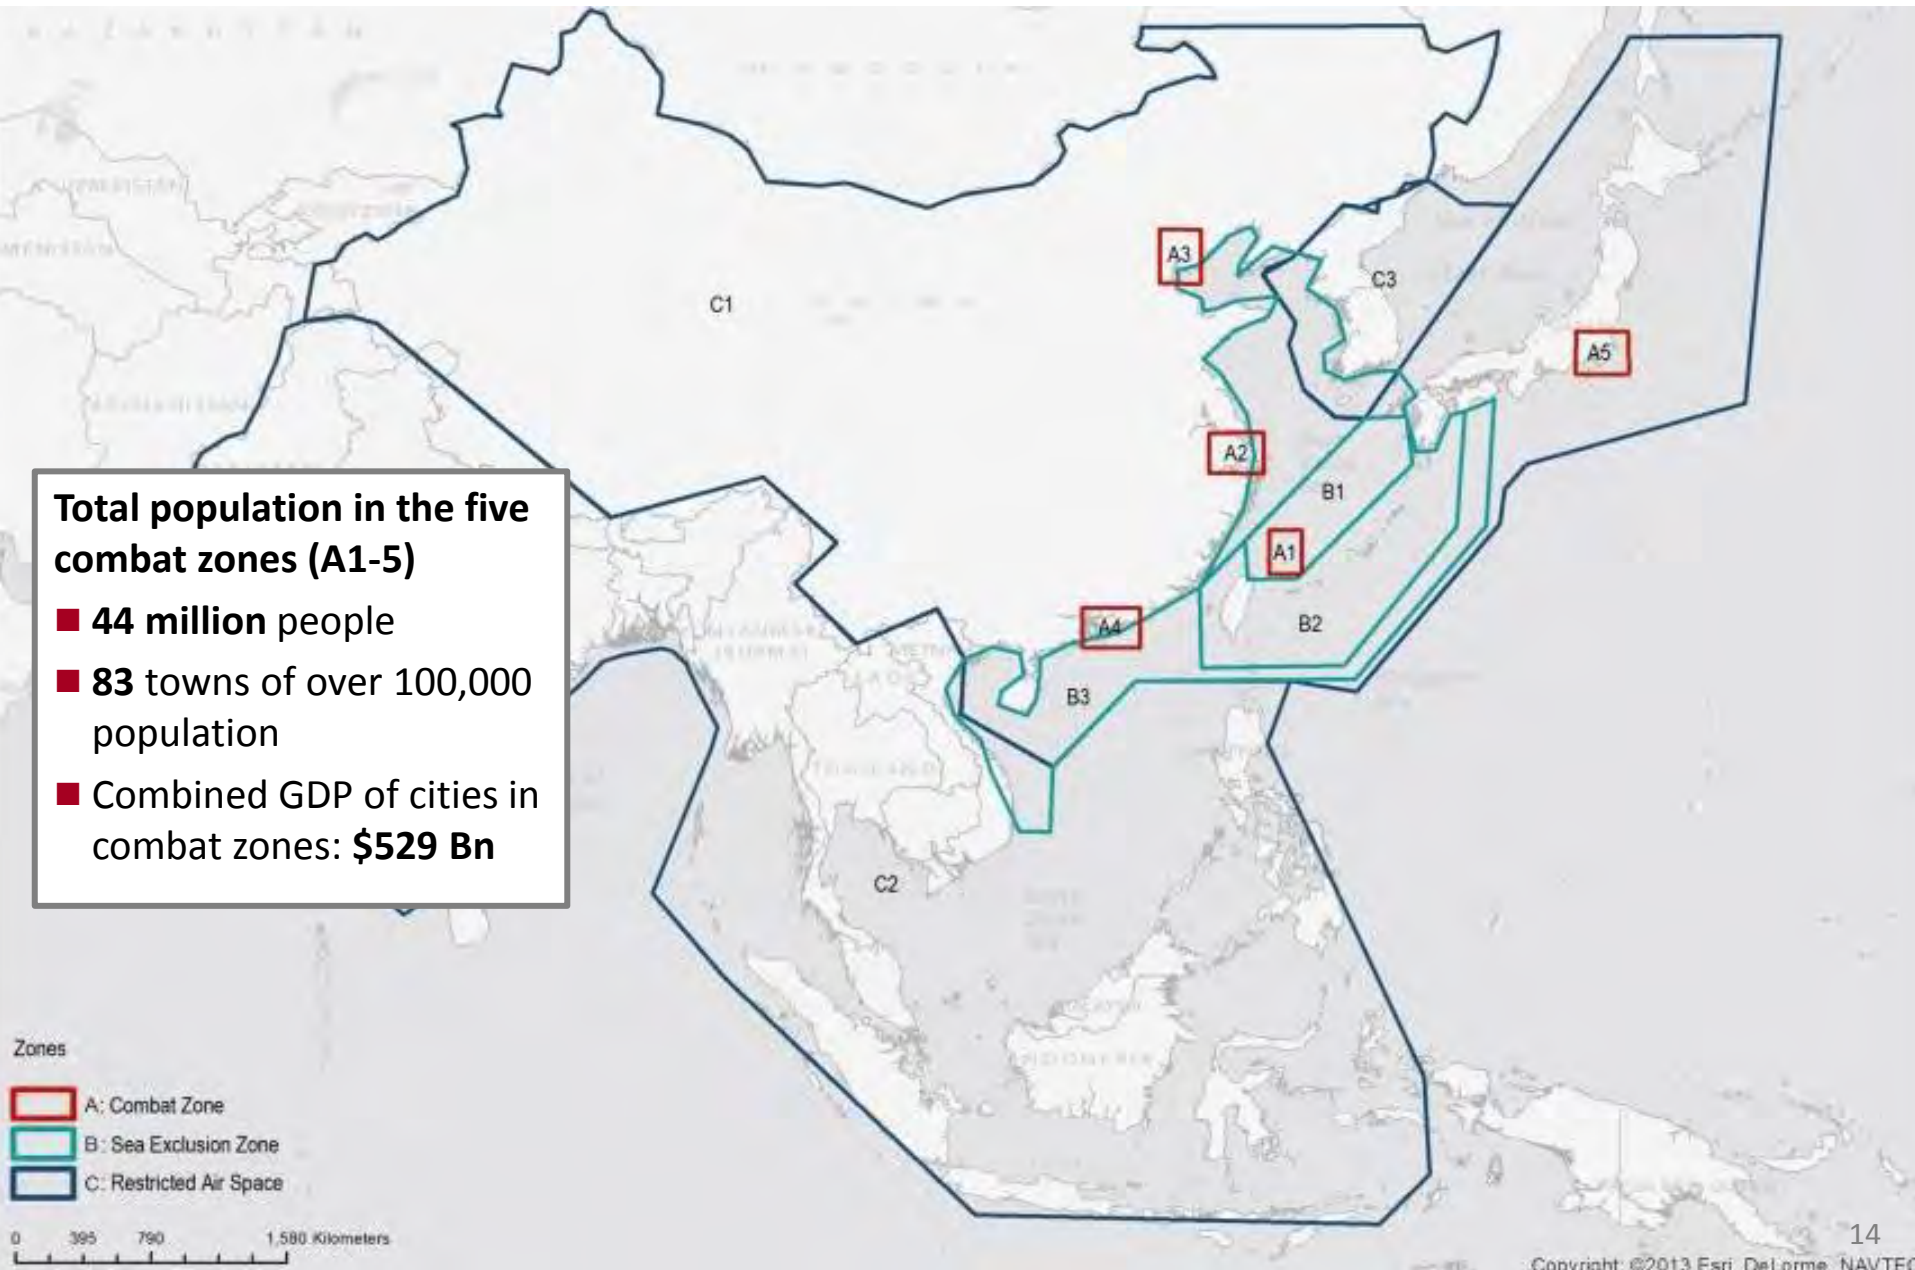 Total population in the five
combat zones (A1-5)
44 million people
83 towns of over 100,000
population
Combined GDP of cities in
combat zones: $529 Bn
C1
A3
C3
A5
A2
B1
A1
A4
B2
B3
C2
THAILAND
INDONESIA
Zones
A: Combat Zone
B: Sea Exclusion Zone
C: Restricted Air Space
0 395 790 1,580 Kilometers
14
Copyright: ©2013 Esri, DeLorme, NAVTEQ